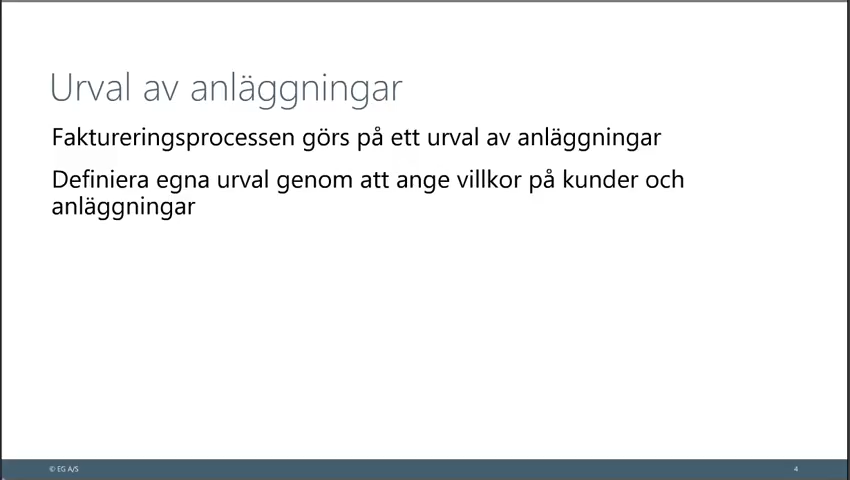 Urval av anläggningar
Faktureringsprocessen görs på ett urval av anläggningar
Definiera egna urval genom att ange villkor på kunder och
anläggningar
© EG A/S
4